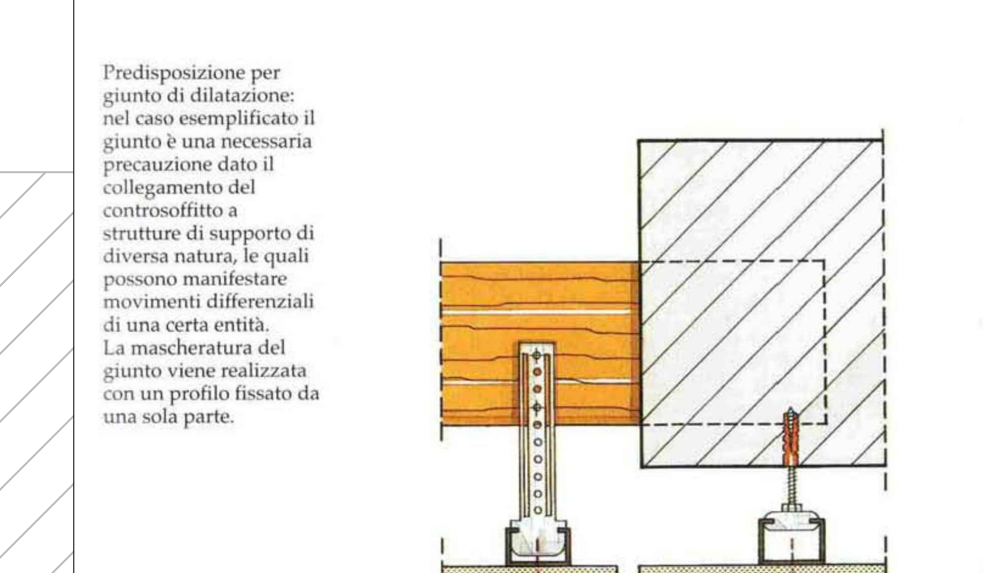 Predisposizione per
giunto di dilatazione:
nel caso esemplificato il
giunto è una necessaria
precauzione dato il
collegamento del
controsoffitto a
strutture di supporto di
diversa natura, le quali
possono manifestare
movimenti differenziali
di una certa entità.
La mascheratura del
giunto viene realizzata
con un profilo fissato da
una sola parte.